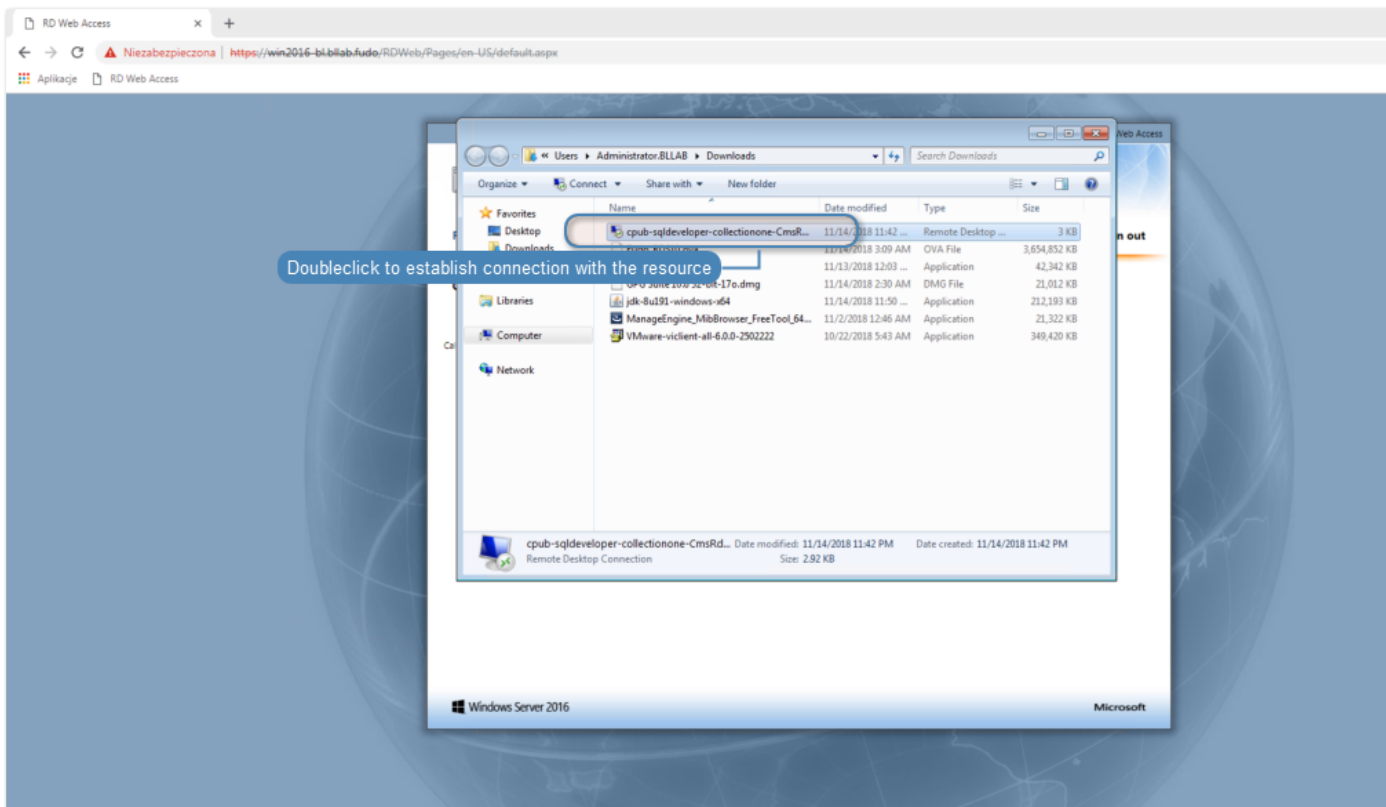 RD Web Access
Niezabezpieczona | https://win2016-bl.bllab.fudo/RDWeb/Pages/en-US/default.aspx
Aplikacje RD Web Access
Web Access
« Users Administrator.BLLAB Downloads Search Downloads
Organize Connect Share with New folder
Name Date modified Type Size
Favorites
Desktop cpub-sqldeveloper-collectionone-CmsR... 11/14/2018 11:42 ... Remote Desktop ... 3 KB
n out
Downloads 11/14/2018 3:09 AM OVA File 3,654,852 KB
Doubleclick to establish connection with the resource 11/13/2018 12:03 ... Application 42,342 KB
11/14/2018 2:30 AM DMG File 21,012 KB
Libraries jdk-8u191-windows-x64 11/14/2018 11:50 ... Application 212,193 KB
ManageEngine_MibBrowser_FreeTool_64... 11/2/2018 12:46 AM Application 21,322 KB
Computer VMware-viclient-all-6.0.0-2502222 10/22/2018 5:43 AM Application 349,420 KB
Ca
Network
cpub-sqldeveloper-collectionone-CmsRd... Date modified: 11/14/2018 11:42 PM Date created: 11/14/2018 11:42 PM
Remote Desktop Connection Size: 2.92 KB
Windows Server 2016 Microsoft